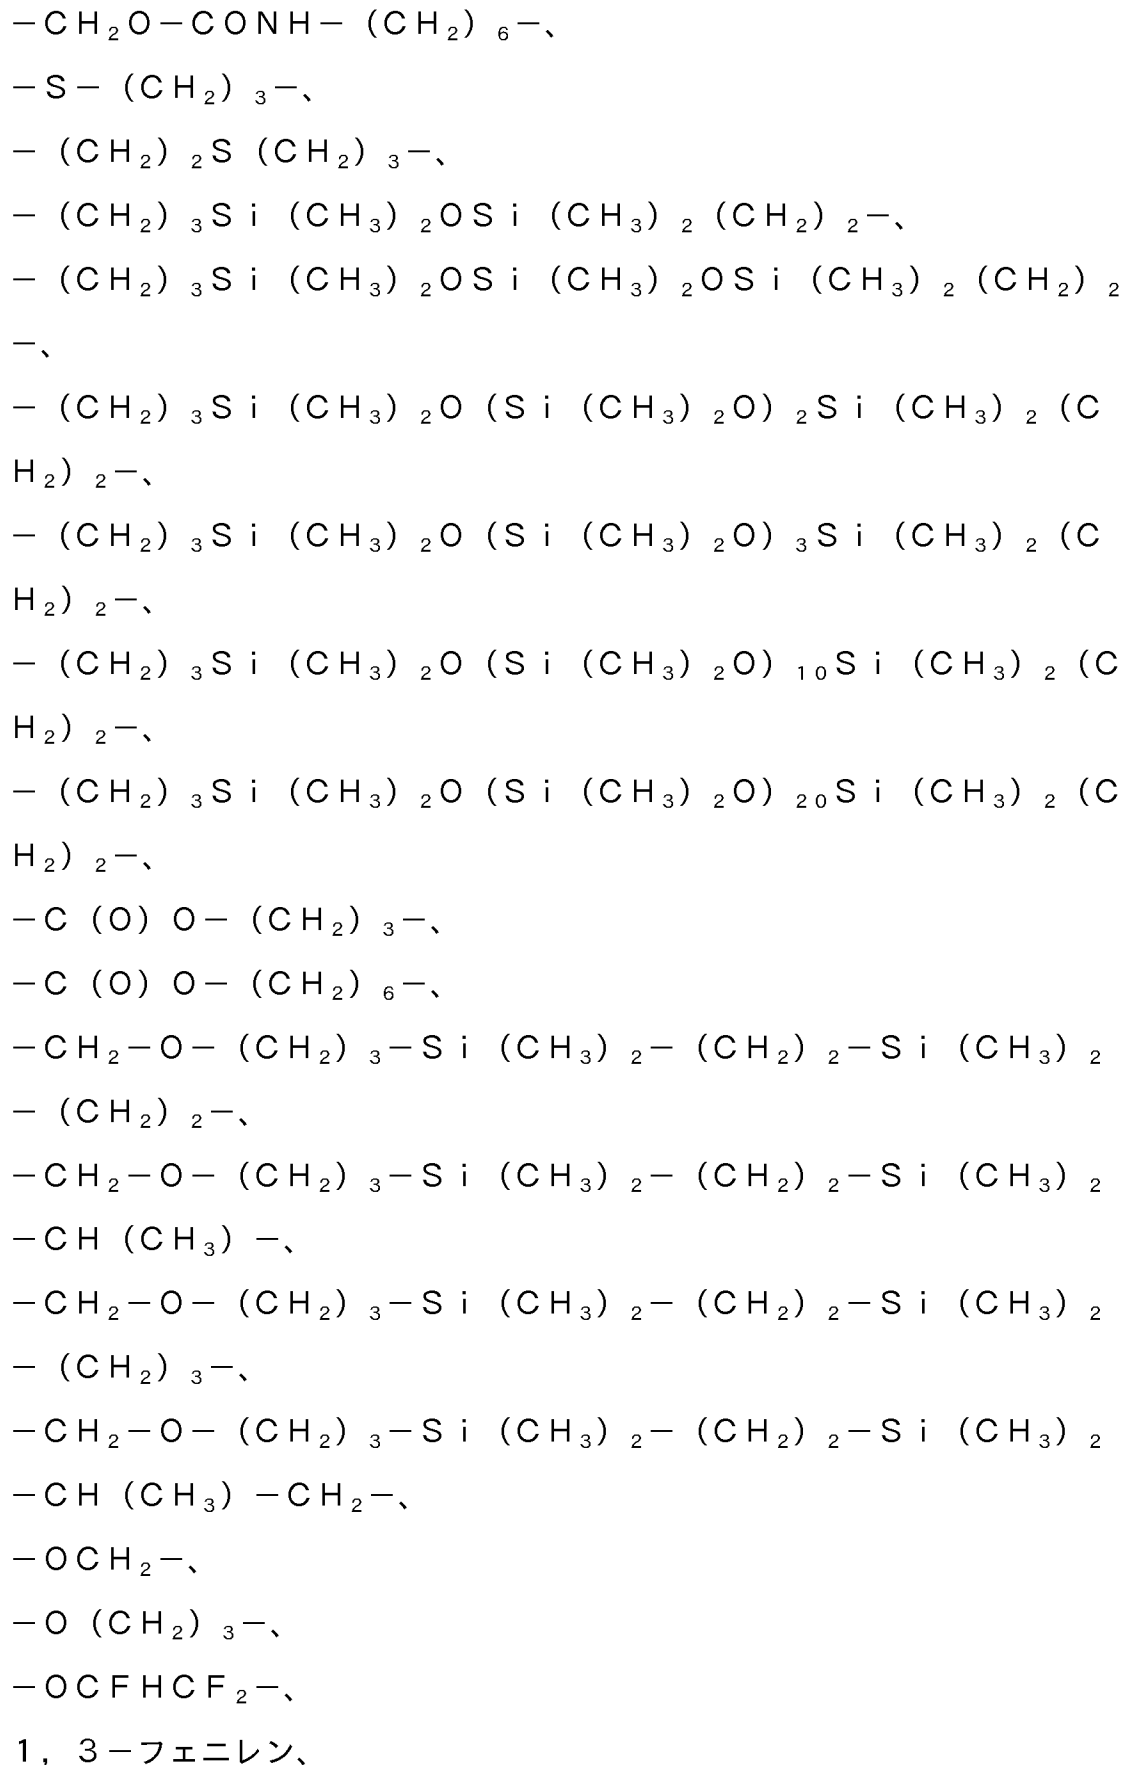 －ＣＨ₂Ｏ－ＣＯＮＨ－（ＣＨ₂）₆－、
－Ｓ－（ＣＨ₂）₃－、
－（ＣＨ₂）₂Ｓ（ＣＨ₂）₃－、
－（ＣＨ₂）₃Ｓｉ（ＣＨ₃）₂ＯＳｉ（ＣＨ₃）₂（ＣＨ₂）₂－、
－（ＣＨ₂）₃Ｓｉ（ＣＨ₃）₂ＯＳｉ（ＣＨ₃）₂ＯＳｉ（ＣＨ₃）₂（ＣＨ₂）₂
－、
－（ＣＨ₂）₃Ｓｉ（ＣＨ₃）₂Ｏ（Ｓｉ（ＣＨ₃）₂Ｏ）₂Ｓｉ（ＣＨ₃）₂（Ｃ
Ｈ₂）₂－、
－（ＣＨ₂）₃Ｓｉ（ＣＨ₃）₂Ｏ（Ｓｉ（ＣＨ₃）₂Ｏ）₃Ｓｉ（ＣＨ₃）₂（Ｃ
Ｈ₂）₂－、
－（ＣＨ₂）₃Ｓｉ（ＣＨ₃）₂Ｏ（Ｓｉ（ＣＨ₃）₂Ｏ）₁₀Ｓｉ（ＣＨ₃）₂（Ｃ
Ｈ₂）₂－、
－（ＣＨ₂）₃Ｓｉ（ＣＨ₃）₂Ｏ（Ｓｉ（ＣＨ₃）₂Ｏ）₂₀Ｓｉ（ＣＨ₃）₂（Ｃ
Ｈ₂）₂－、
－Ｃ（Ｏ）Ｏ－（ＣＨ₂）₃－、
－Ｃ（Ｏ）Ｏ－（ＣＨ₂）₆－、
－ＣＨ₂－Ｏ－（ＣＨ₂）₃－Ｓｉ（ＣＨ₃）₂－（ＣＨ₂）₂－Ｓｉ（ＣＨ₃）₂
－（ＣＨ₂）₂－、
－ＣＨ₂－Ｏ－（ＣＨ₂）₃－Ｓｉ（ＣＨ₃）₂－（ＣＨ₂）₂－Ｓｉ（ＣＨ₃）₂
－ＣＨ（ＣＨ₃）－、
－ＣＨ₂－Ｏ－（ＣＨ₂）₃－Ｓｉ（ＣＨ₃）₂－（ＣＨ₂）₂－Ｓｉ（ＣＨ₃）₂
－（ＣＨ₂）₃－、
－ＣＨ₂－Ｏ－（ＣＨ₂）₃－Ｓｉ（ＣＨ₃）₂－（ＣＨ₂）₂－Ｓｉ（ＣＨ₃）₂
－ＣＨ（ＣＨ₃）－ＣＨ₂－、
－ＯＣＨ₂－、
－Ｏ（ＣＨ₂）₃－、
－ＯＣＦＨＣＦ₂－、
１，３－フェニレン、